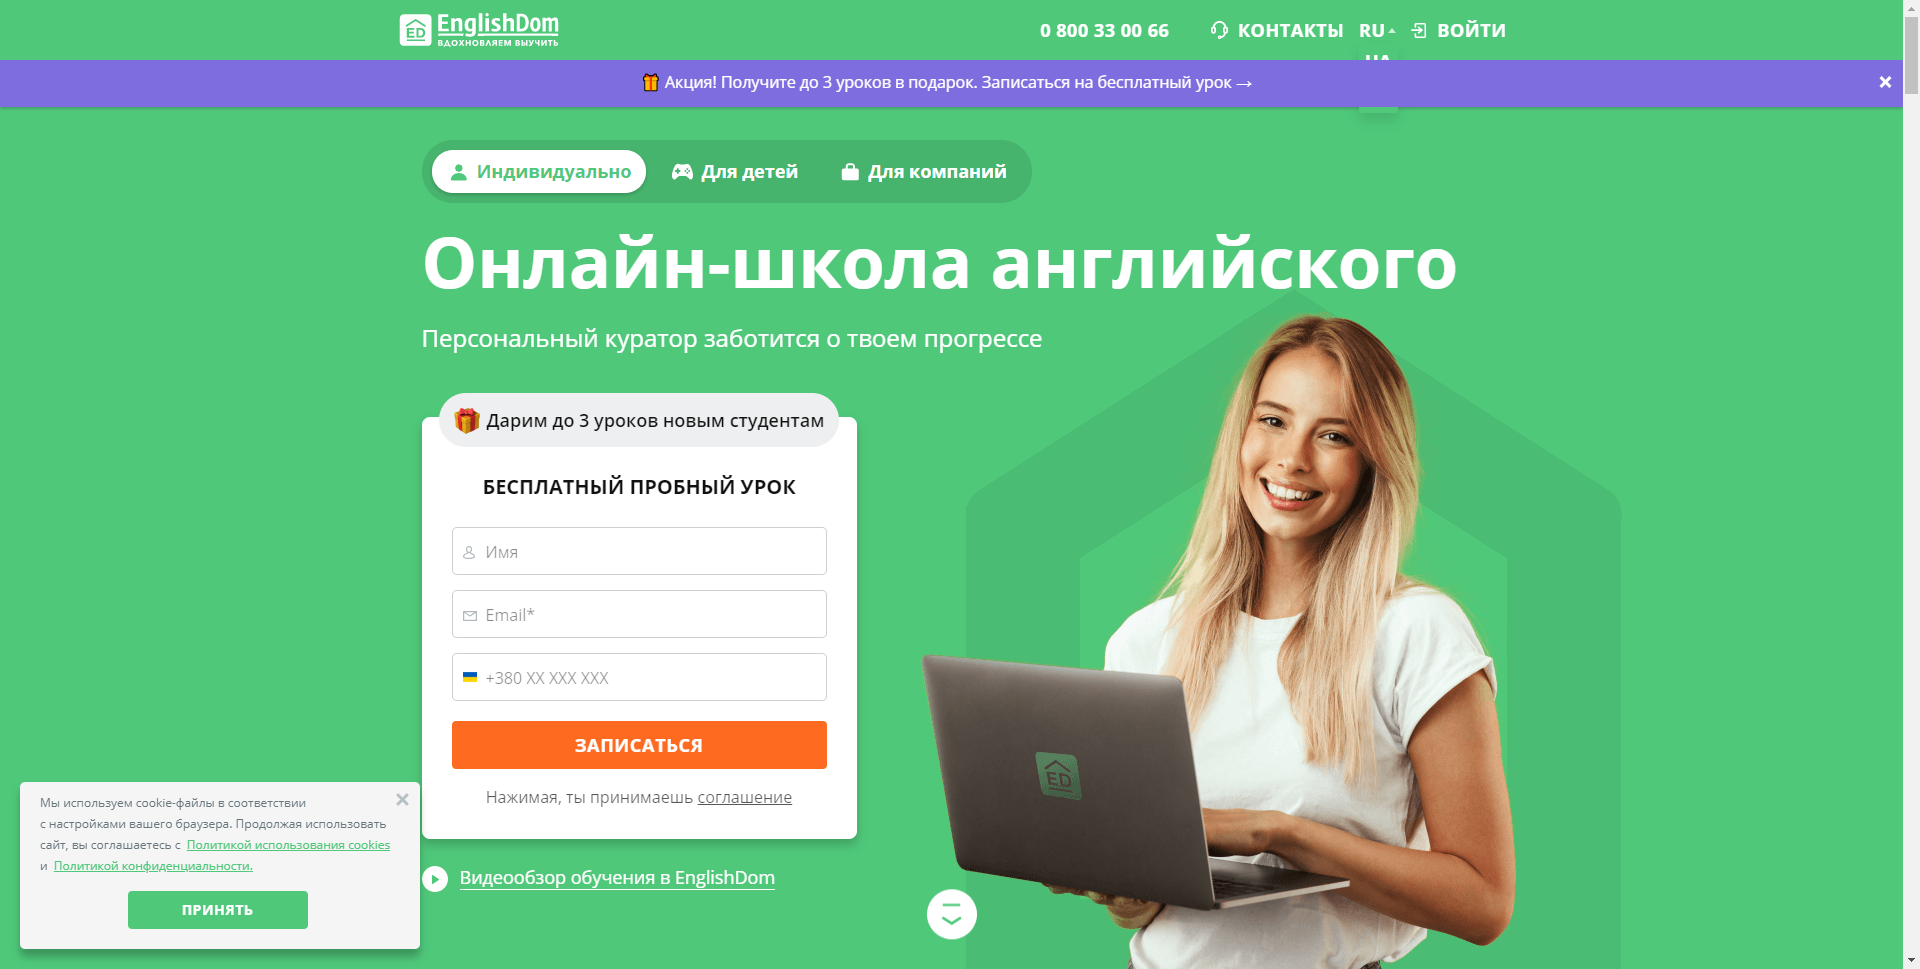 ED EnglishDom
ВДОХНОВЛЯЕМ ВЫУЧИТЬ
0 800 33 00 66
КОНТАКТЫ
RU
ВОЙТИ
Акция! Получите до 3 уроков в подарок. Записаться на бесплатный урок →
Индивидуально
Для детей
Для компаний
Онлайн-школа английского
Персональный куратор заботится о твоем прогрессе
Дарим до 3 уроков новым студентам
БЕСПЛАТНЫЙ ПРОБНЫЙ УРОК
Имя
Email*
+380 XX XXX XXX
ЗАПИСАТЬСЯ
Нажимая, ты принимаешь соглашение
Видеообзор обучения в EnglishDom
ED
Мы используем cookie-файлы в соответствии
с настройками вашего браузера. Продолжая использовать
сайт, вы соглашаетесь с Политикой использования cookies
и Политикой конфиденциальности.
ПРИНЯТЬ